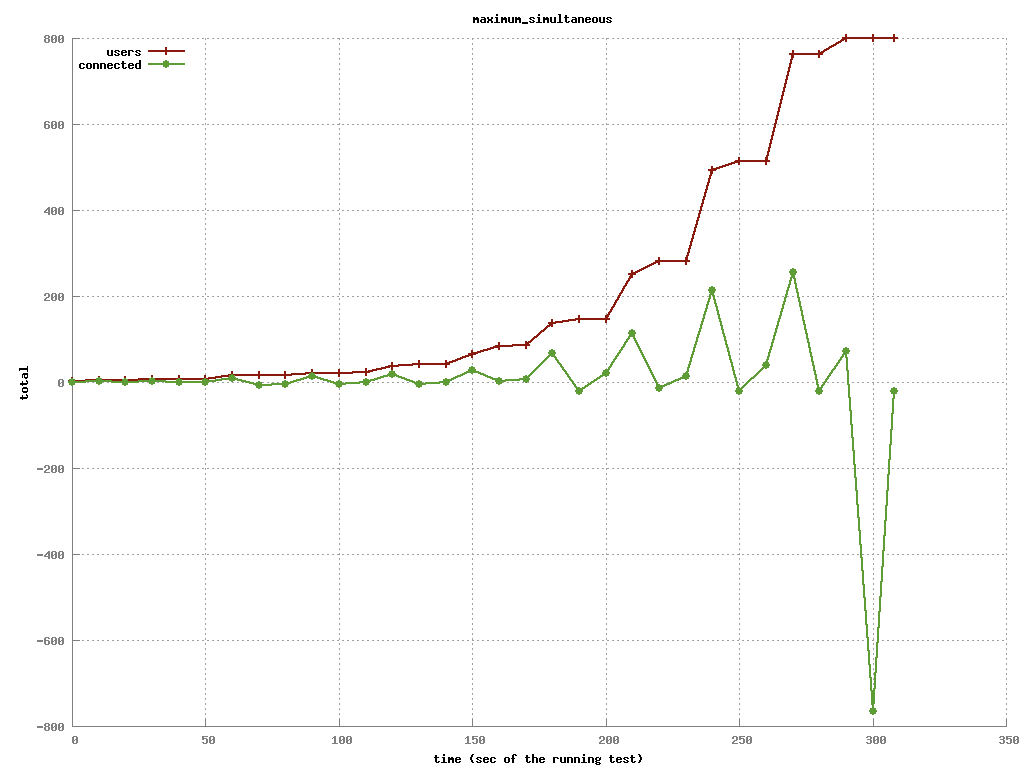 maximum_simultaneous
users
connected
800
600
400
200
0
-200
-400
-600
-800
total
0 50 100 150 200 250 300 350
time (sec of the running test)